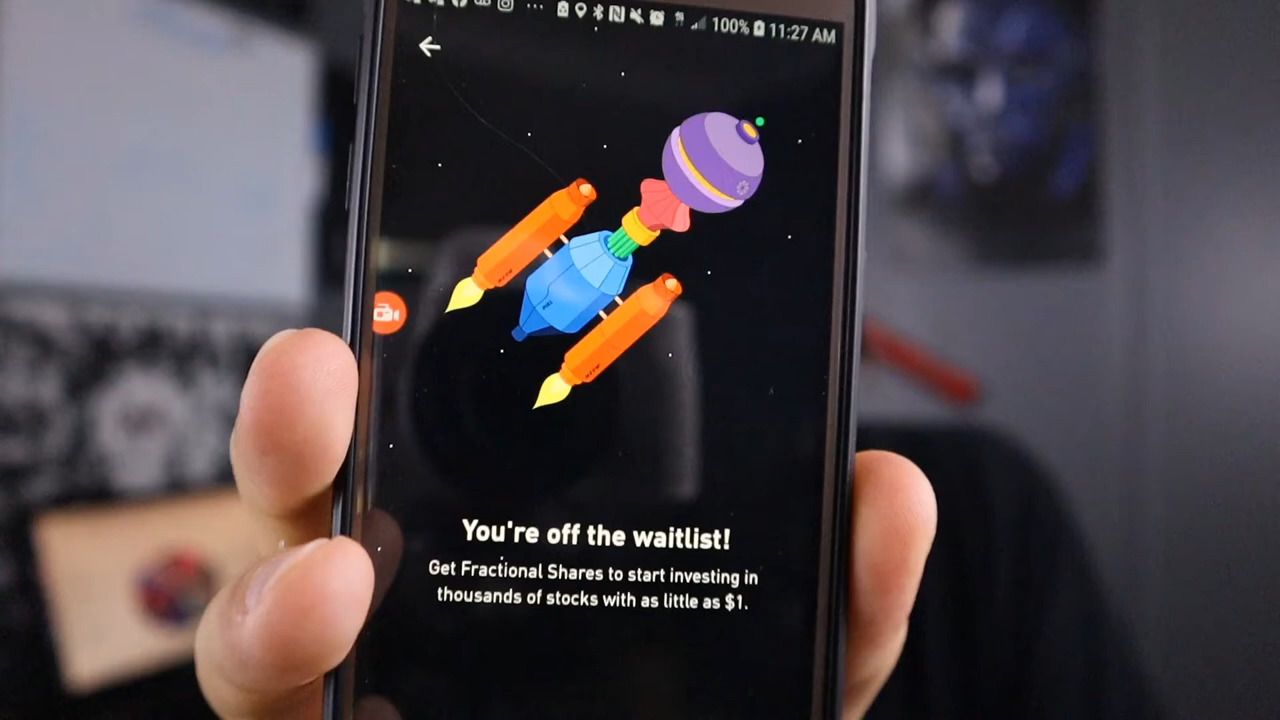 100% 11:27 AM
You're off the waitlist!
Get Fractional Shares to start investing in
thousands of stocks with as little as $1.